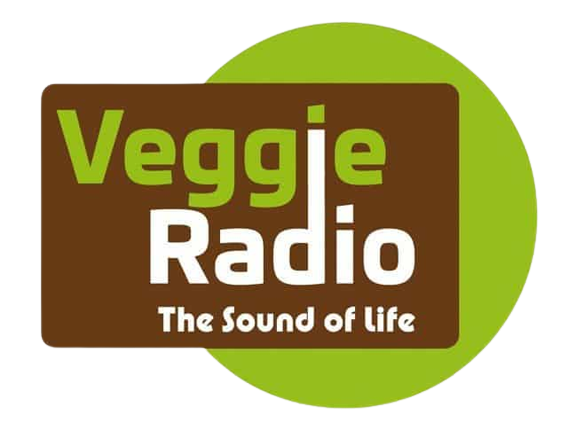 Veggie
Radio
The Sound of Life